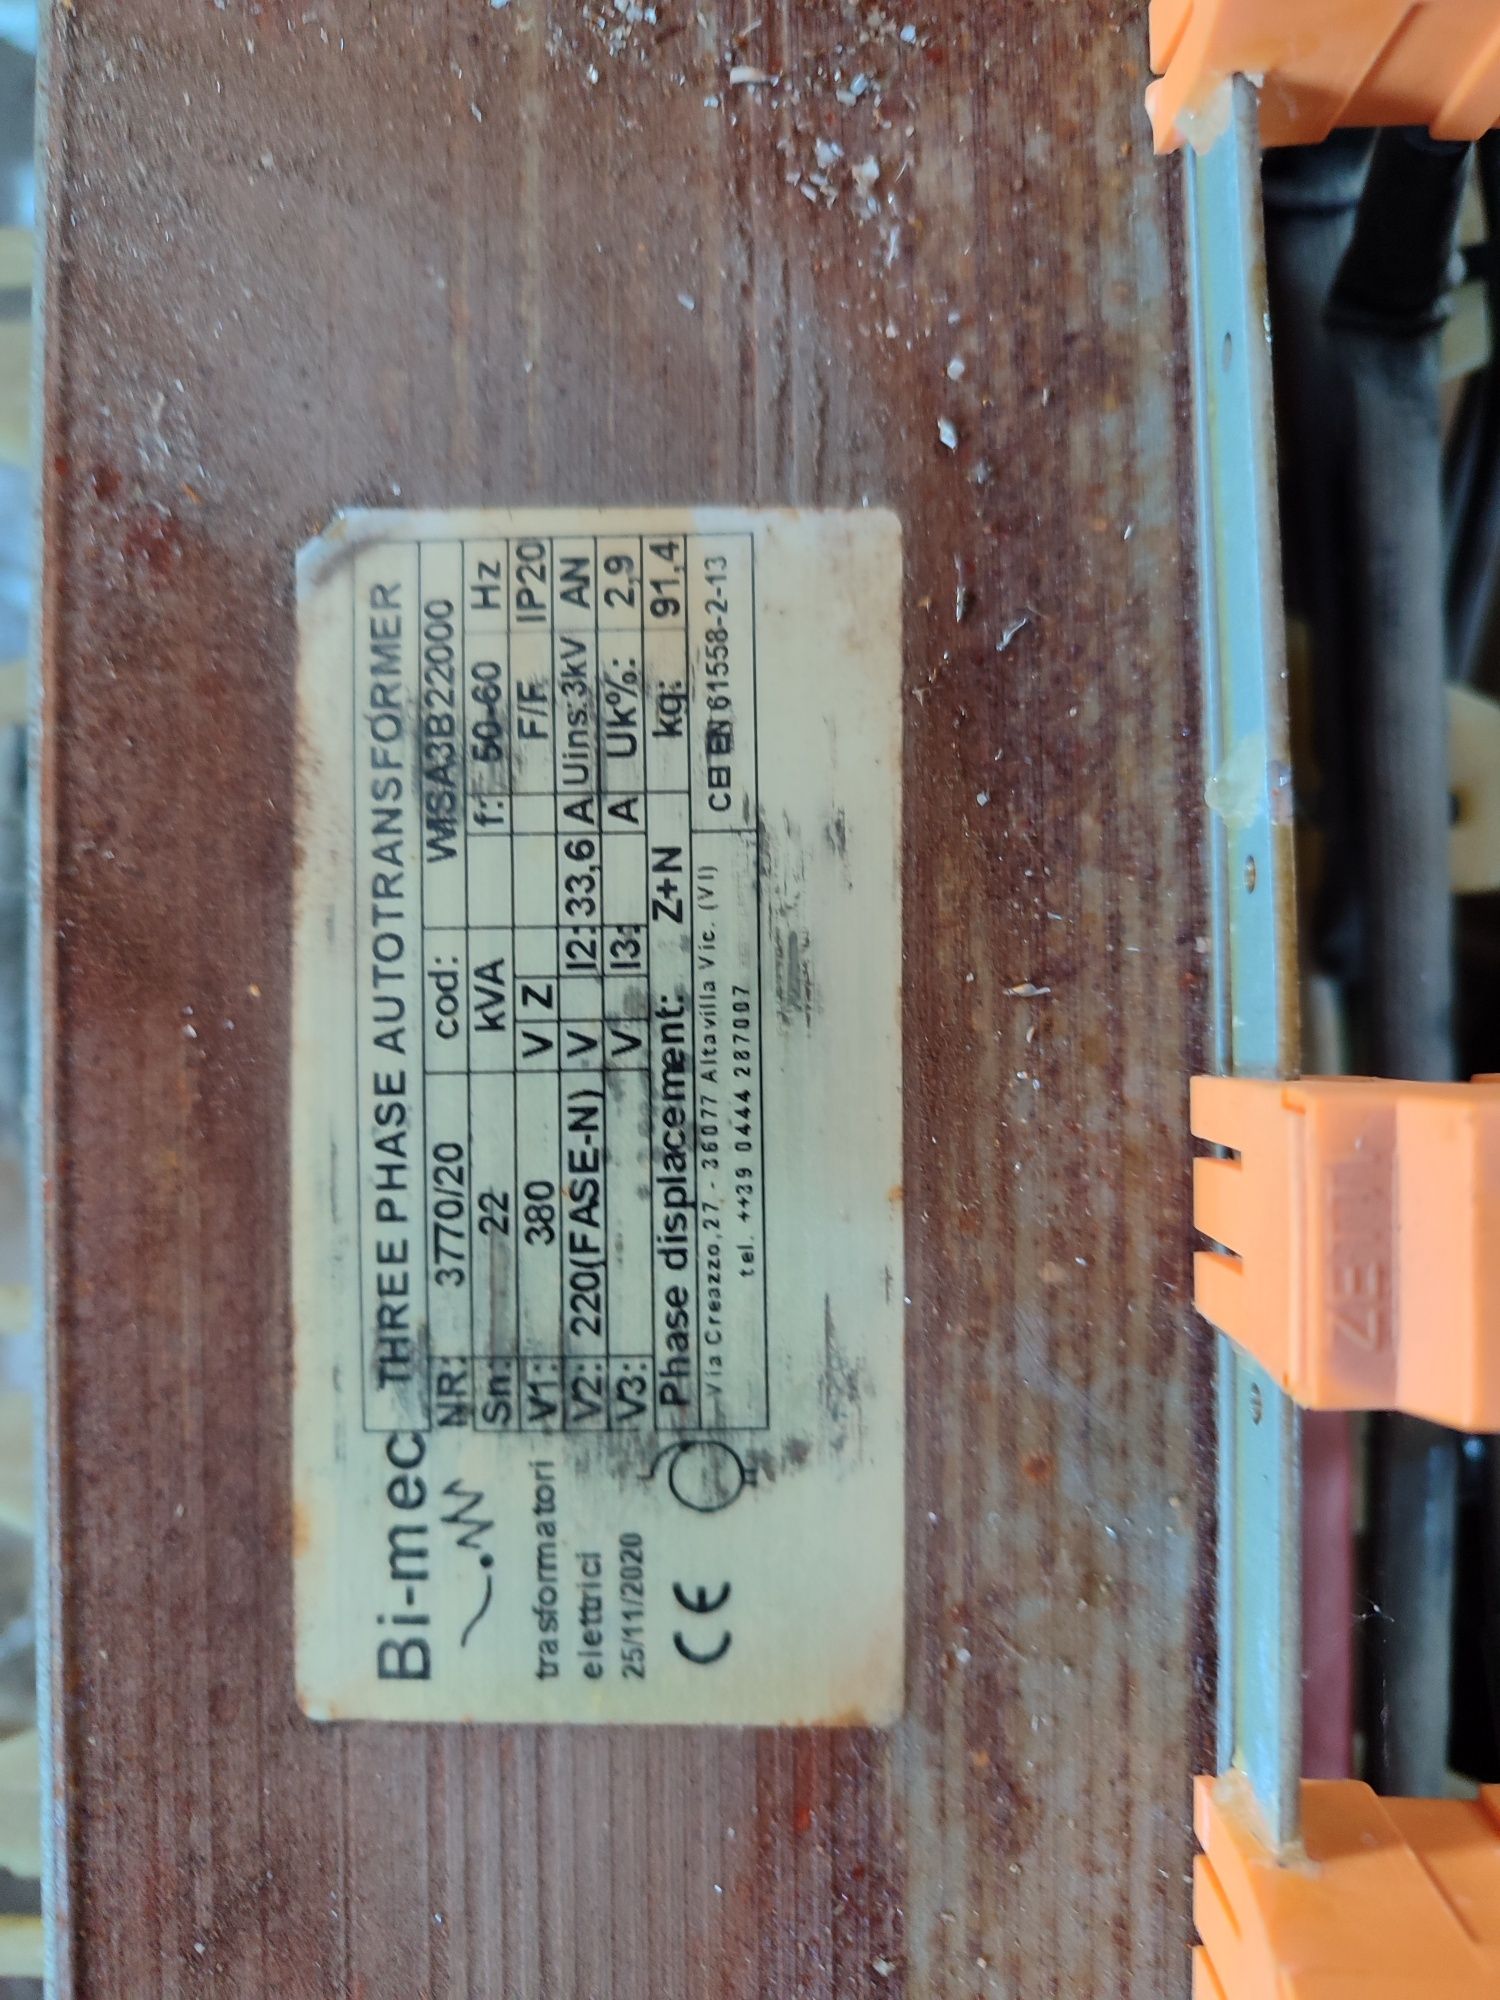 Bi-mec
trasformatori
elettrici
25/11/2020
CE
THREE PHASE AUTOTRANSFORMER
NR: 3770/20 cod: WSA3B22000
Sn: 22 kVA f: 50-60 Hz
V1: 380 V Z F/F IP20
V2: 220(FASE-N) V I2: 33,6 A Uins:3kV AN
V3: V I3: A Uk%: 2,9
Phase displacement: Z+N kg: 91,4
Via Creazzo,27 - 36077 Altavilla Vic. (VI) CEI EN 61558-2-13
tel. ++39 0444 287007